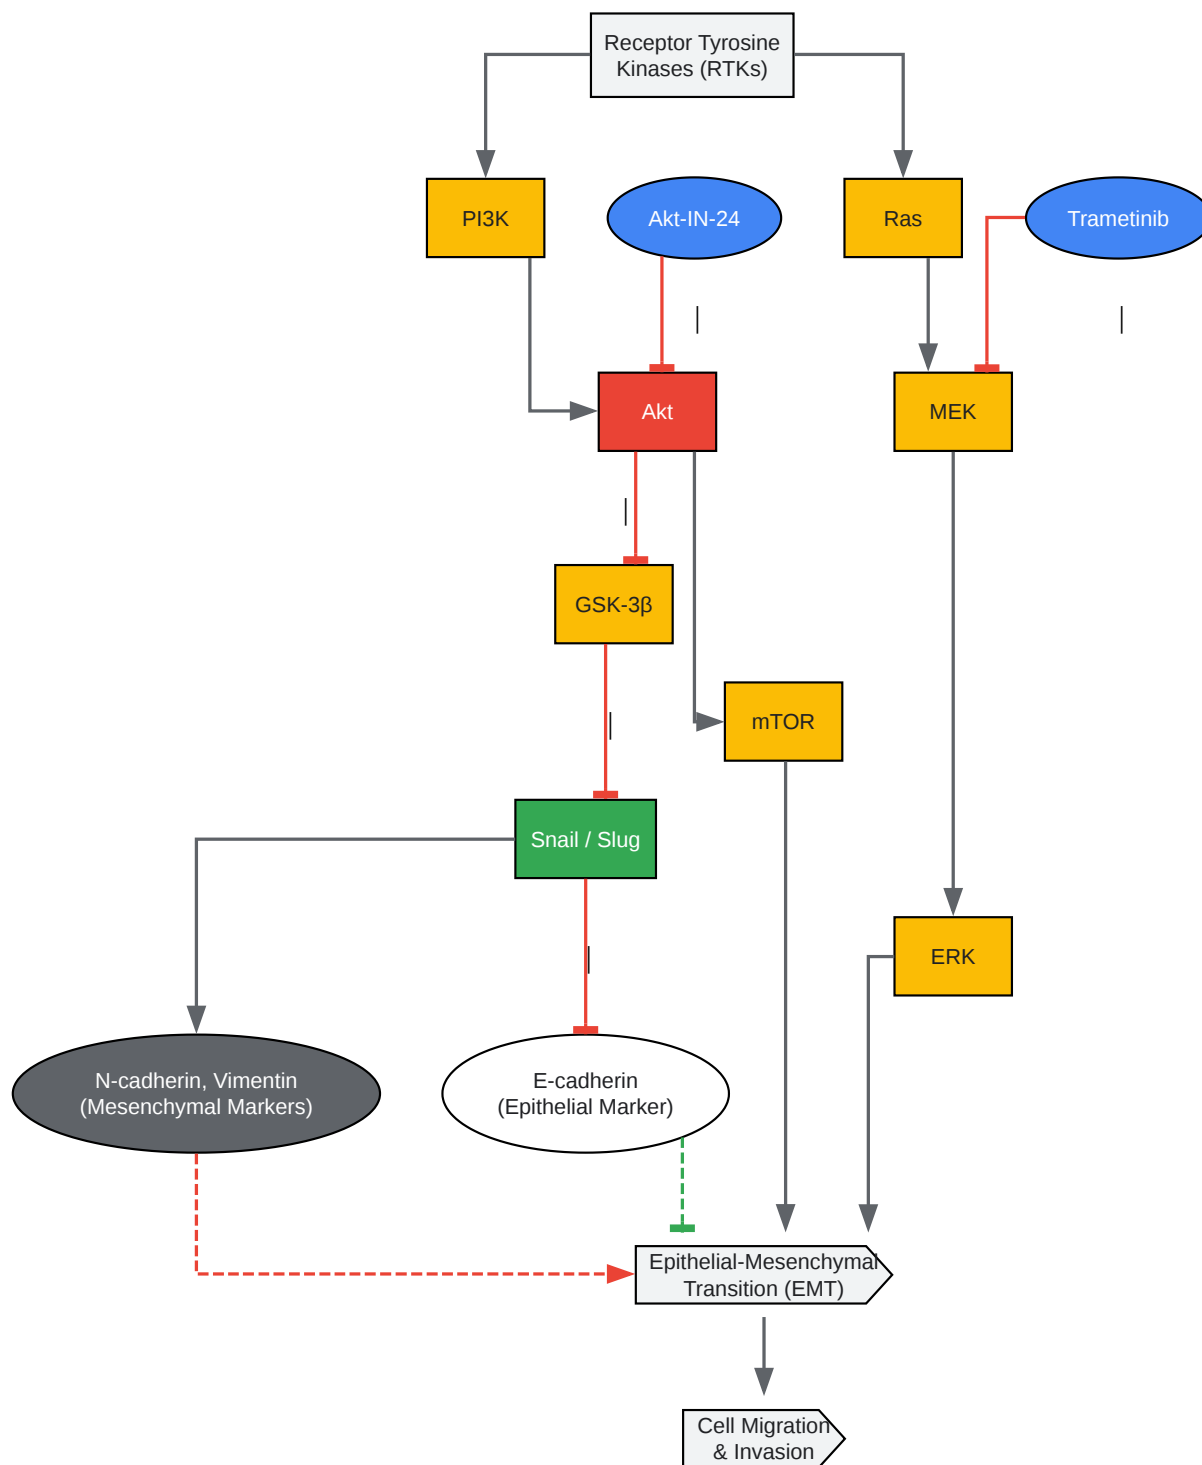 Receptor Tyrosine
Kinases (RTKs)
PI3K
Akt-IN-24
Ras
Trametinib
|
|
Akt
MEK
|
GSK-3β
mTOR
|
Snail / Slug
|
ERK
N-cadherin, Vimentin
(Mesenchymal Markers)
E-cadherin
(Epithelial Marker)
Epithelial-Mesenchymal
Transition (EMT)
Cell Migration
& Invasion